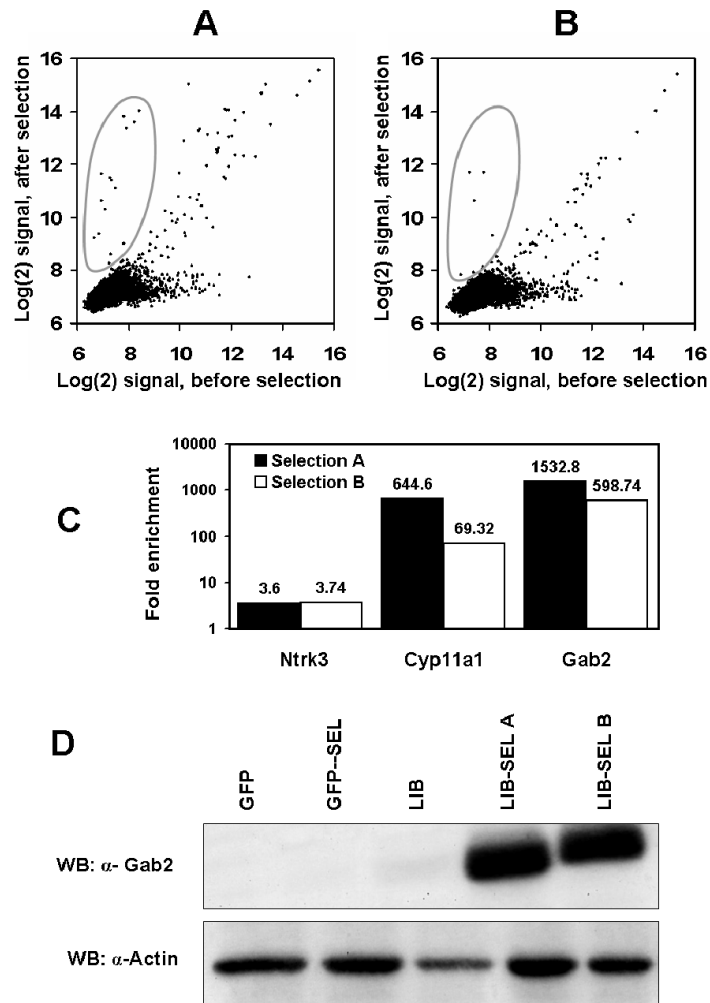 A
B
16
14
12
10
8
6
Log(2) signal, after selection
6 8 10 12 14 16
Log(2) signal, before selection
16
14
12
10
8
6
Log(2) signal, after selection
6 8 10 12 14 16
Log(2) signal, before selection
C
10000
1000
100
10
1
Fold enrichment
Selection A
Selection B
3.6
3.74
644.6
69.32
1532.8
598.74
Ntrk3
Cyp11a1
Gab2
D
GFP
GFP--SEL
LIB
LIB-SEL A
LIB-SEL B
WB: α- Gab2
WB: α-Actin